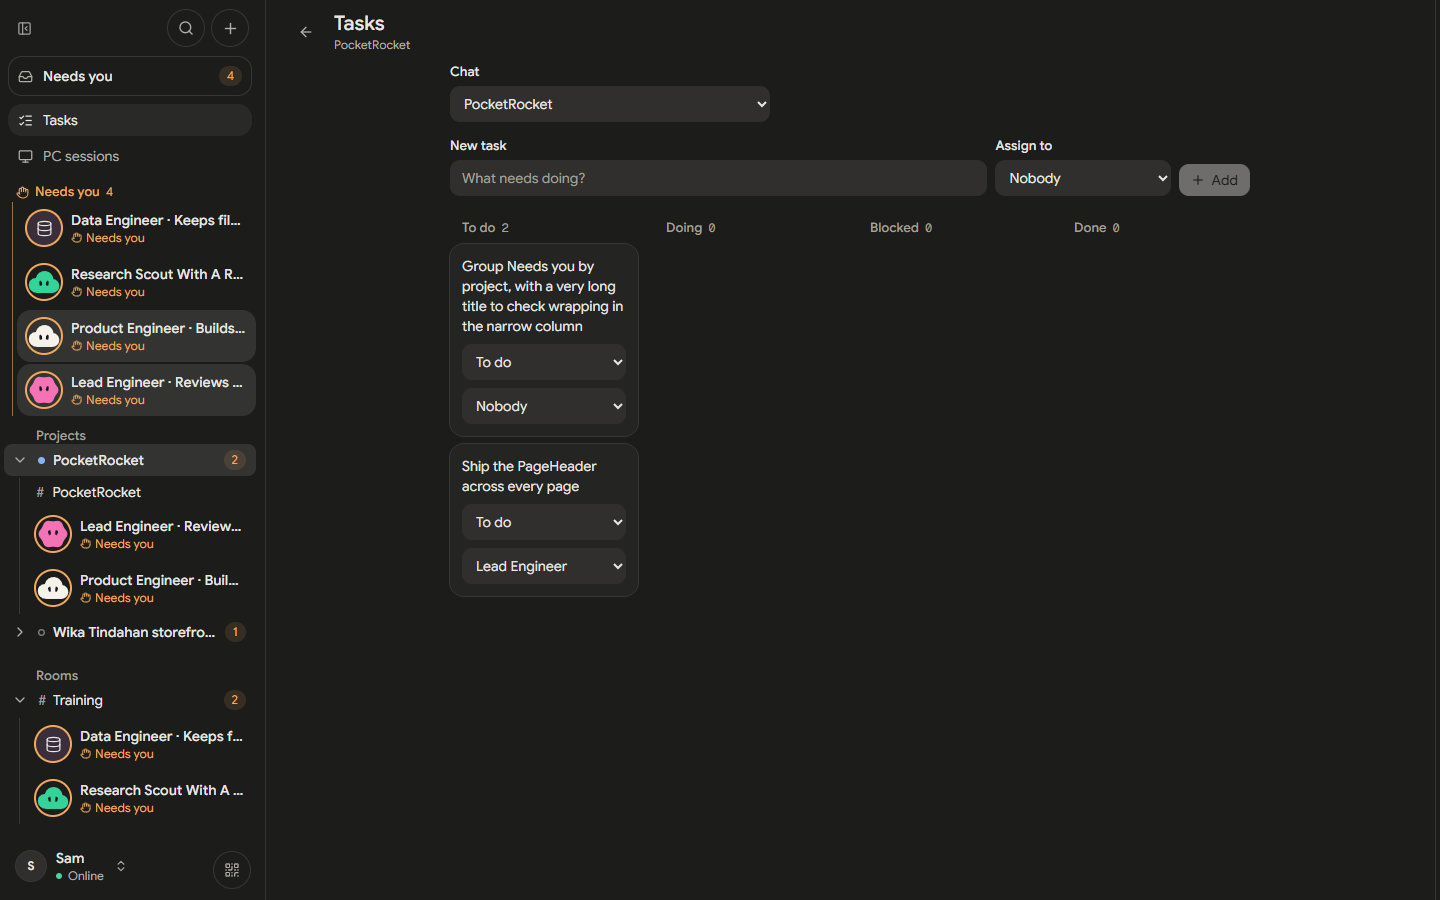 Needs you 4
Tasks
PC sessions
Needs you 4
Data Engineer · Keeps fil...
Needs you
Research Scout With A R...
Needs you
Product Engineer · Builds...
Needs you
Lead Engineer · Reviews ...
Needs you
Projects
PocketRocket 2
# PocketRocket
Lead Engineer · Review...
Needs you
Product Engineer · Buil...
Needs you
Wika Tindahan storefro... 1
Rooms
# Training 2
Data Engineer · Keeps f...
Needs you
Research Scout With A ...
Needs you
S
Sam
Online
Tasks
PocketRocket
Chat
PocketRocket
New task
What needs doing?
Assign to
Nobody
+ Add
To do 2
Group Needs you by
project, with a very long
title to check wrapping in
the narrow column
To do
Nobody
Ship the PageHeader
across every page
To do
Lead Engineer
Doing 0
Blocked 0
Done 0